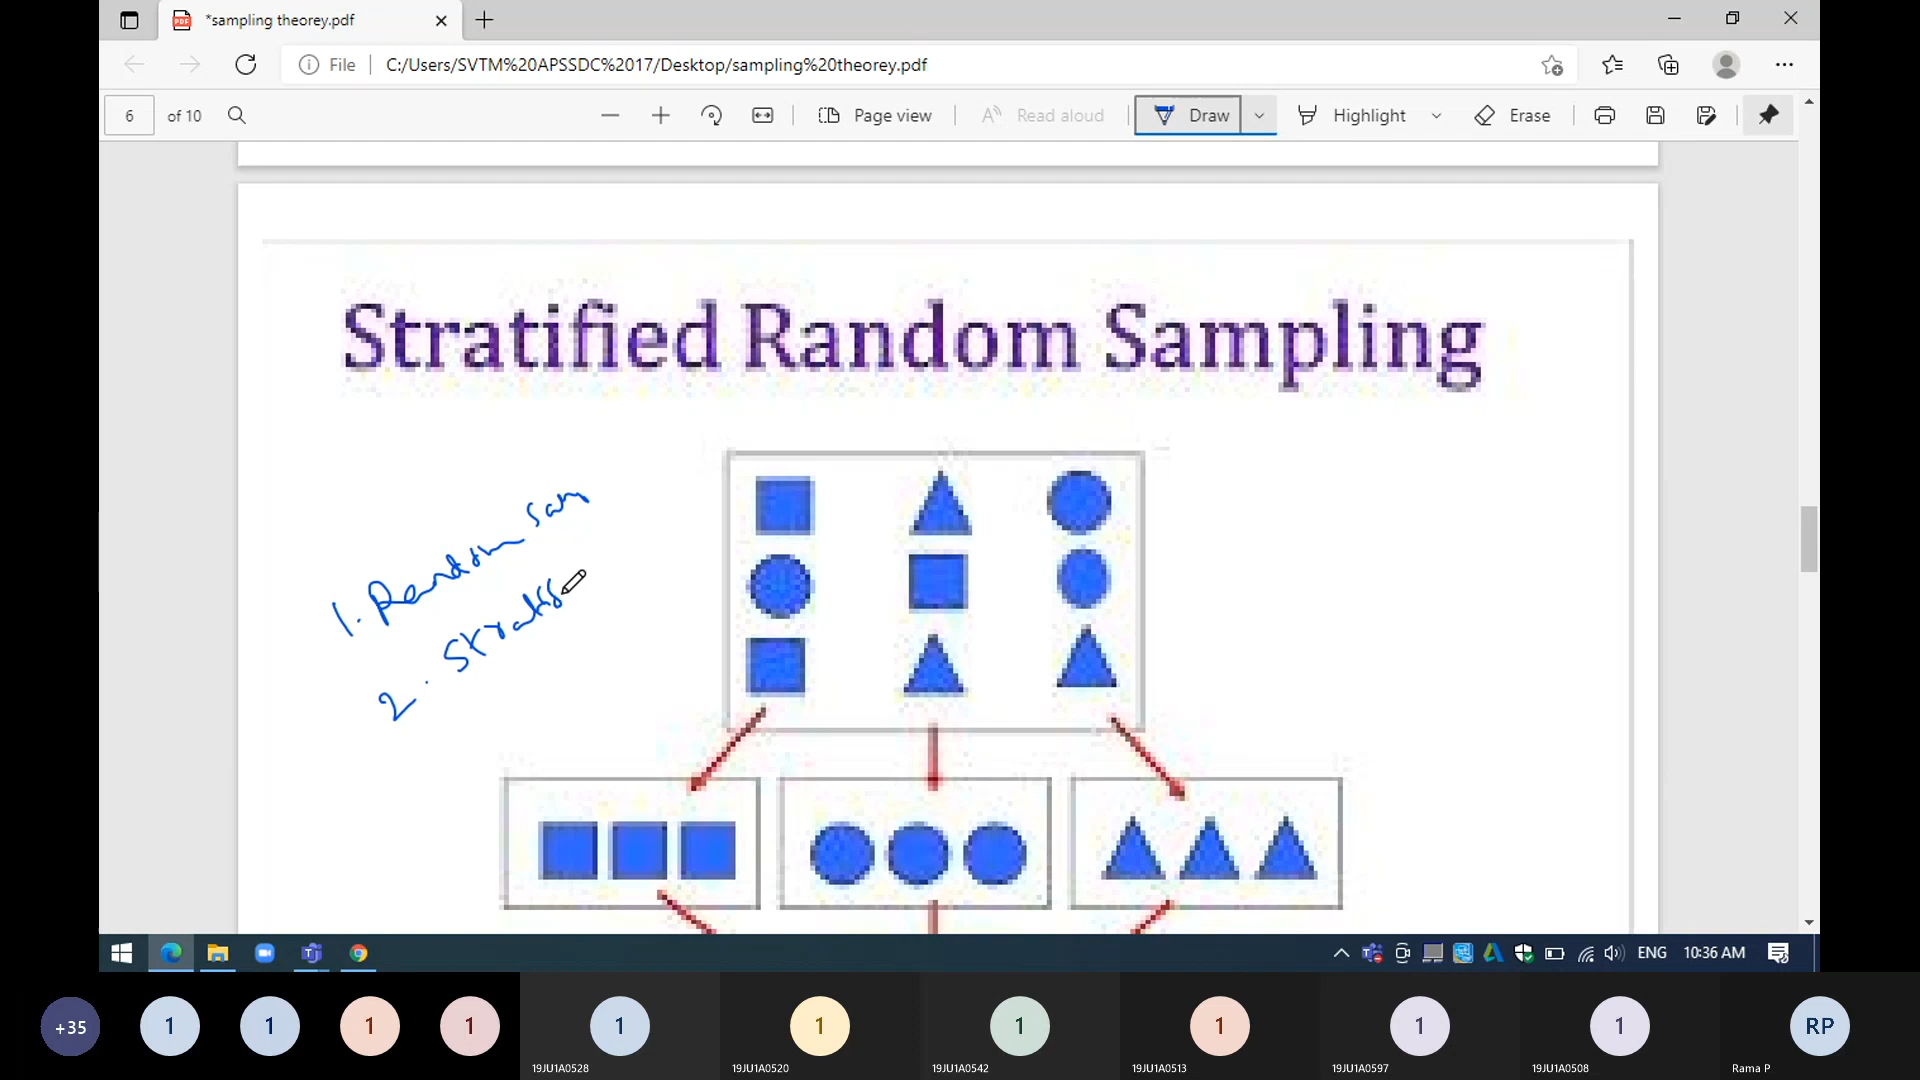 *sampling theorey.pdf
File
C:/Users/SVTM%20APSSDC%2017/Desktop/sampling%20theorey.pdf
6 of 10
Page view
Read aloud
Draw
Highlight
Erase
Stratified Random Sampling
1. Random Sam
2.
ENG
10:36 AM
+35
1
1
1
1
1
1
1
1
1
1
RP
19JU1A0528
19JU1A0520
19JU1A0542
19JU1A0513
19JU1A0597
19JU1A0508
Rama P